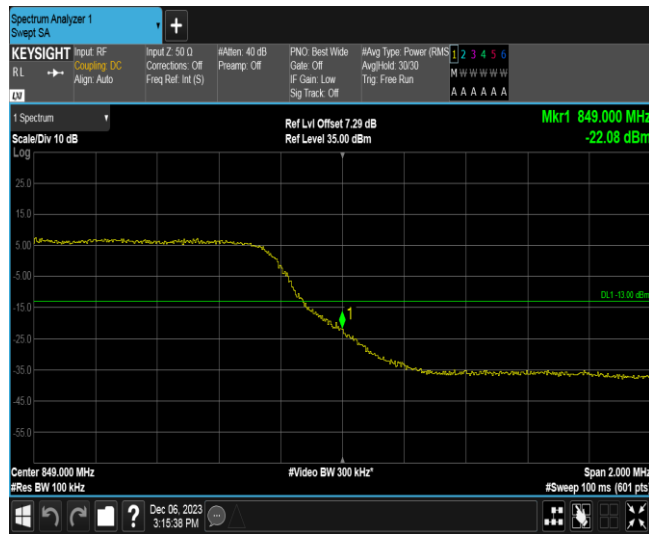 Spectrum Analyzer 1
Swept SA
+
KEYSIGHT
RL
LXI
Input: RF
Coupling: DC
Align: Auto
Input Z: 50 Ω
Corrections: Off
Freq Ref: Int (S)
#Atten: 40 dB
Preamp: Off
PNO: Best Wide
Gate: Off
IF Gain: Low
Sig Track: Off
#Avg Type: Power (RMS
Avg|Hold: 30/30
Trig: Free Run
1 2 3 4 5 6
M W W W W W
A A A A A A
1 Spectrum
Scale/Div 10 dB
Log
Ref Lvl Offset 7.29 dB
Ref Level 35.00 dBm
Mkr1 849.000 MHz
-22.08 dBm
25.0
15.0
5.00
-5.00
DL1 -13.00 dBm
-15.0
1
-25.0
-35.0
-45.0
-55.0
Center 849.000 MHz
#Video BW 300 kHz*
Span 2.000 MHz
#Res BW 100 kHz
#Sweep 100 ms (601 pts
?
Dec 06, 2023
3:15:38 PM